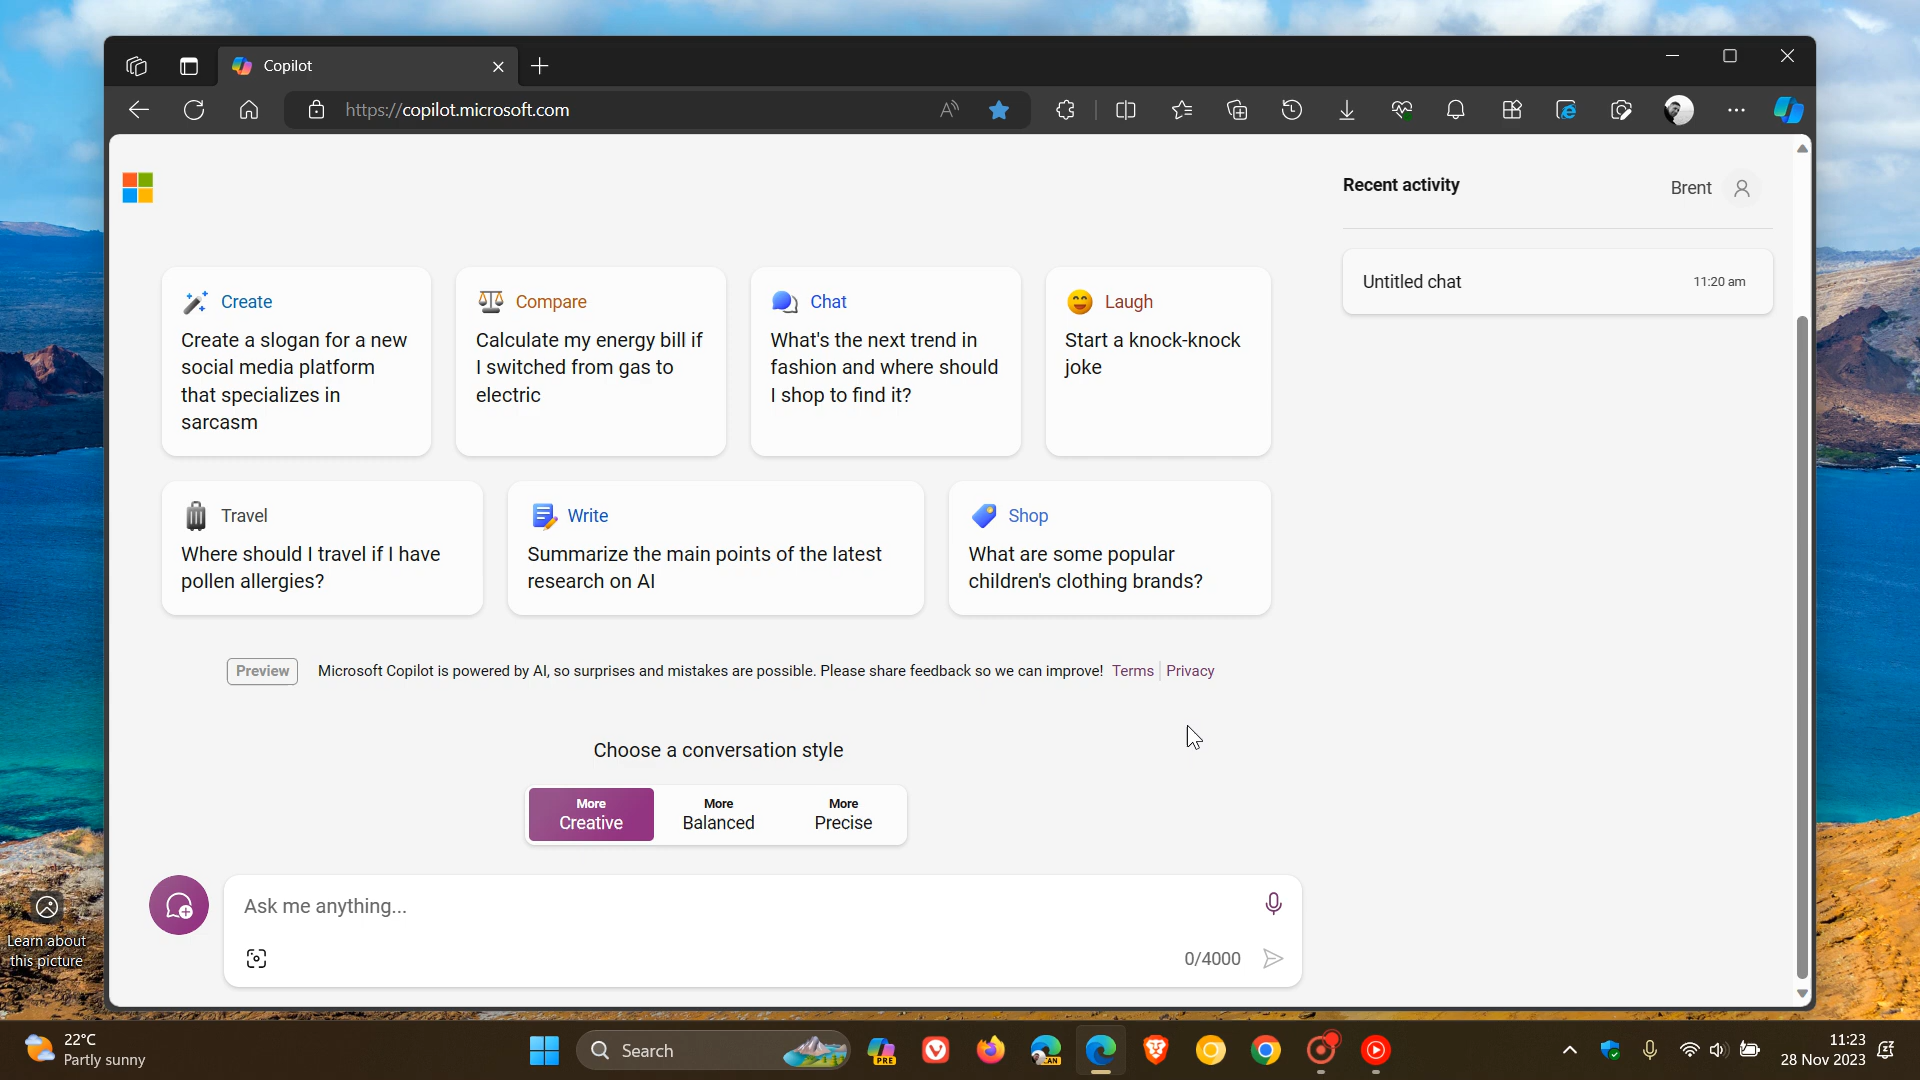 Copilot
https://copilot.microsoft.com
Recent activity
Brent
Untitled chat
11:20 am
Create
Create a slogan for a new
social media platform
that specializes in
sarcasm
Compare
Calculate my energy bill if
I switched from gas to
electric
Chat
What's the next trend in
fashion and where should
I shop to find it?
Laugh
Start a knock-knock
joke
Travel
Where should I travel if I have
pollen allergies?
Write
Summarize the main points of the latest
research on AI
Shop
What are some popular
children's clothing brands?
Preview
Microsoft Copilot is powered by AI, so surprises and mistakes are possible. Please share feedback so we can improve! Terms Privacy
Choose a conversation style
More
Creative
More
Balanced
More
Precise
Ask me anything...
0/4000
Learn about
this picture
22°C
Partly sunny
Search
PRE
CAN
11:23
28 Nov 2023